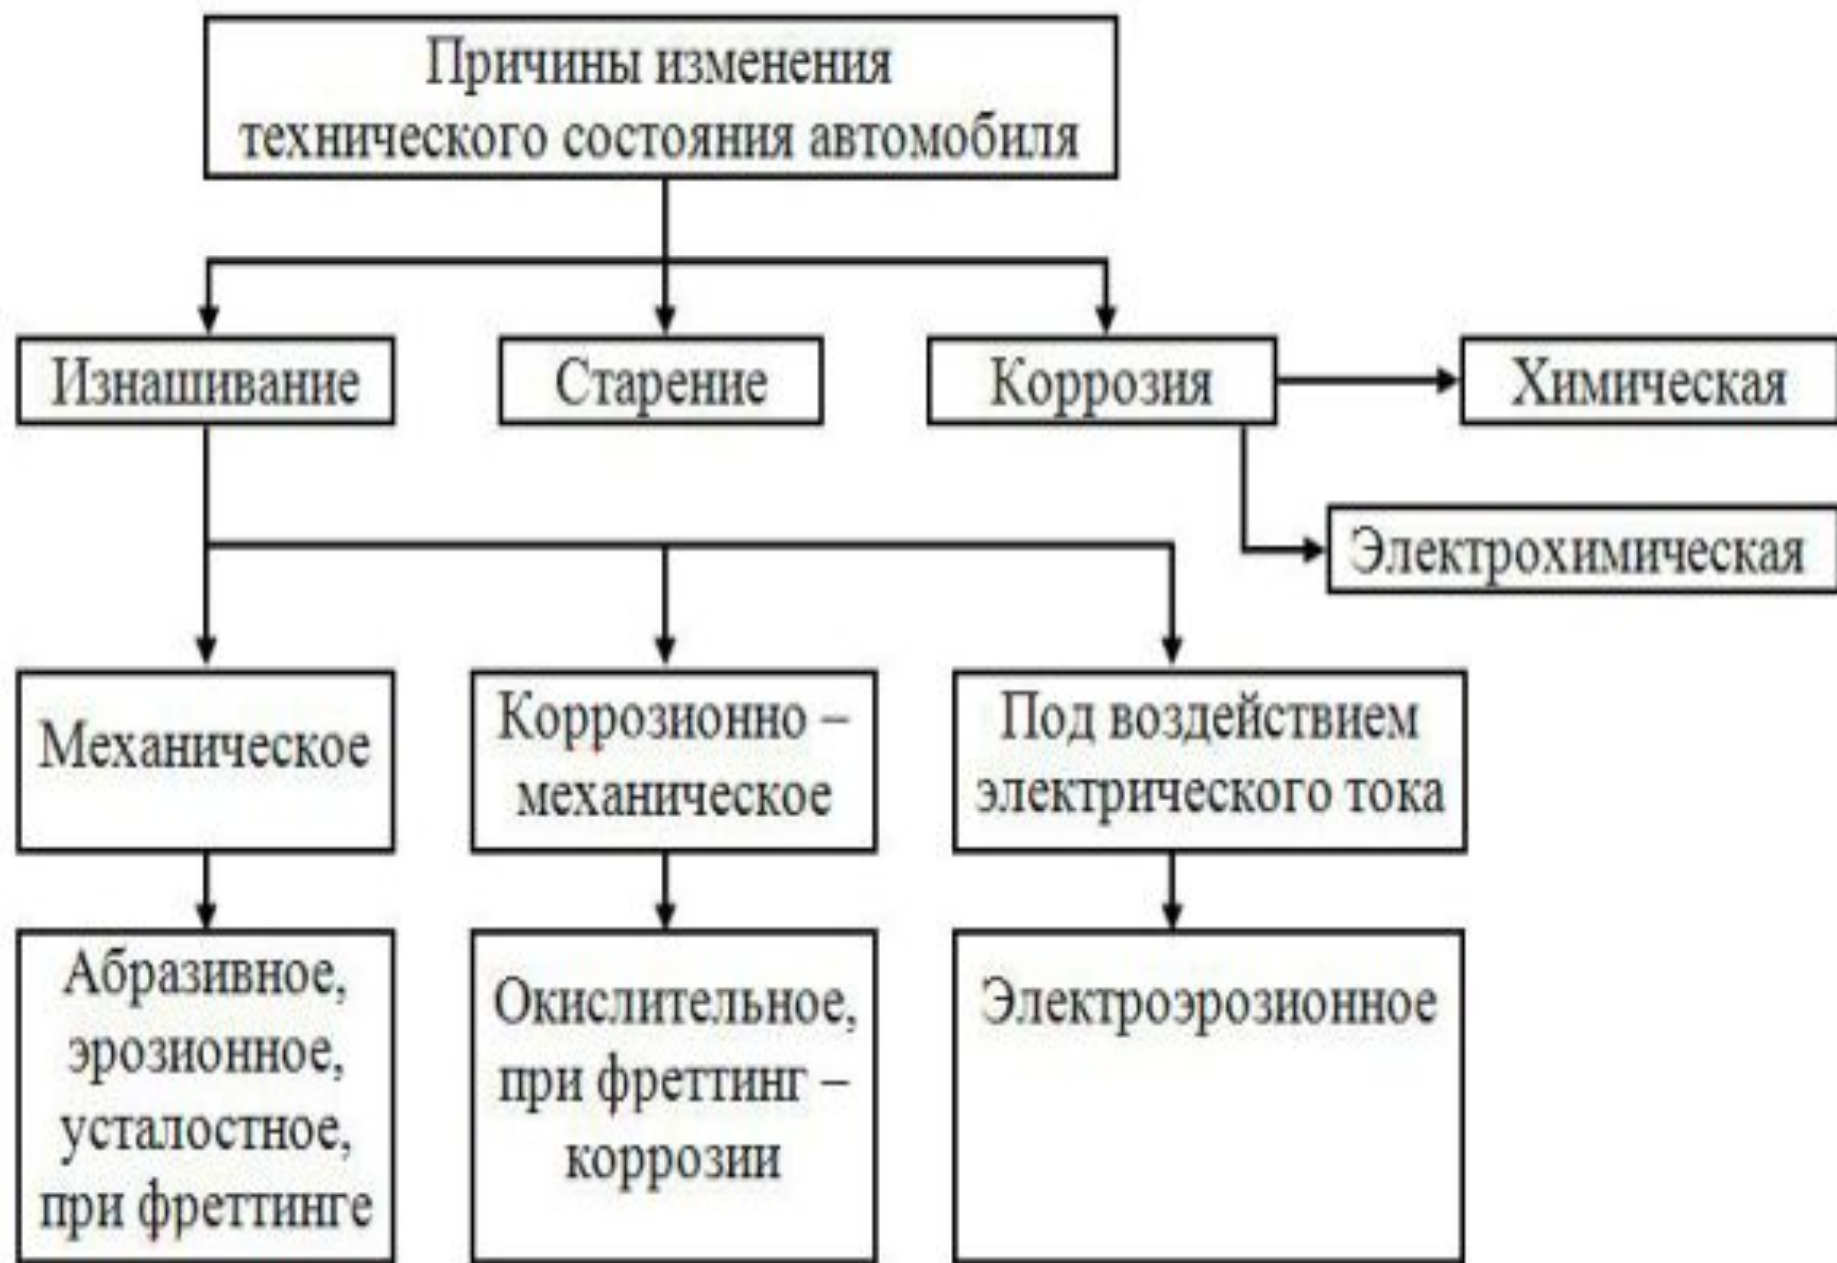 Причины изменения
технического состояния автомобиля
Изнашивание
Старение
Коррозия
Химическая
Электрохимическая
Механическое
Коррозионно –
механическое
Под воздействием
электрического тока
Абразивное,
эрозионное,
усталостное,
при фреттинге
Окислительное,
при фреттинг –
коррозии
Электроэрозионное